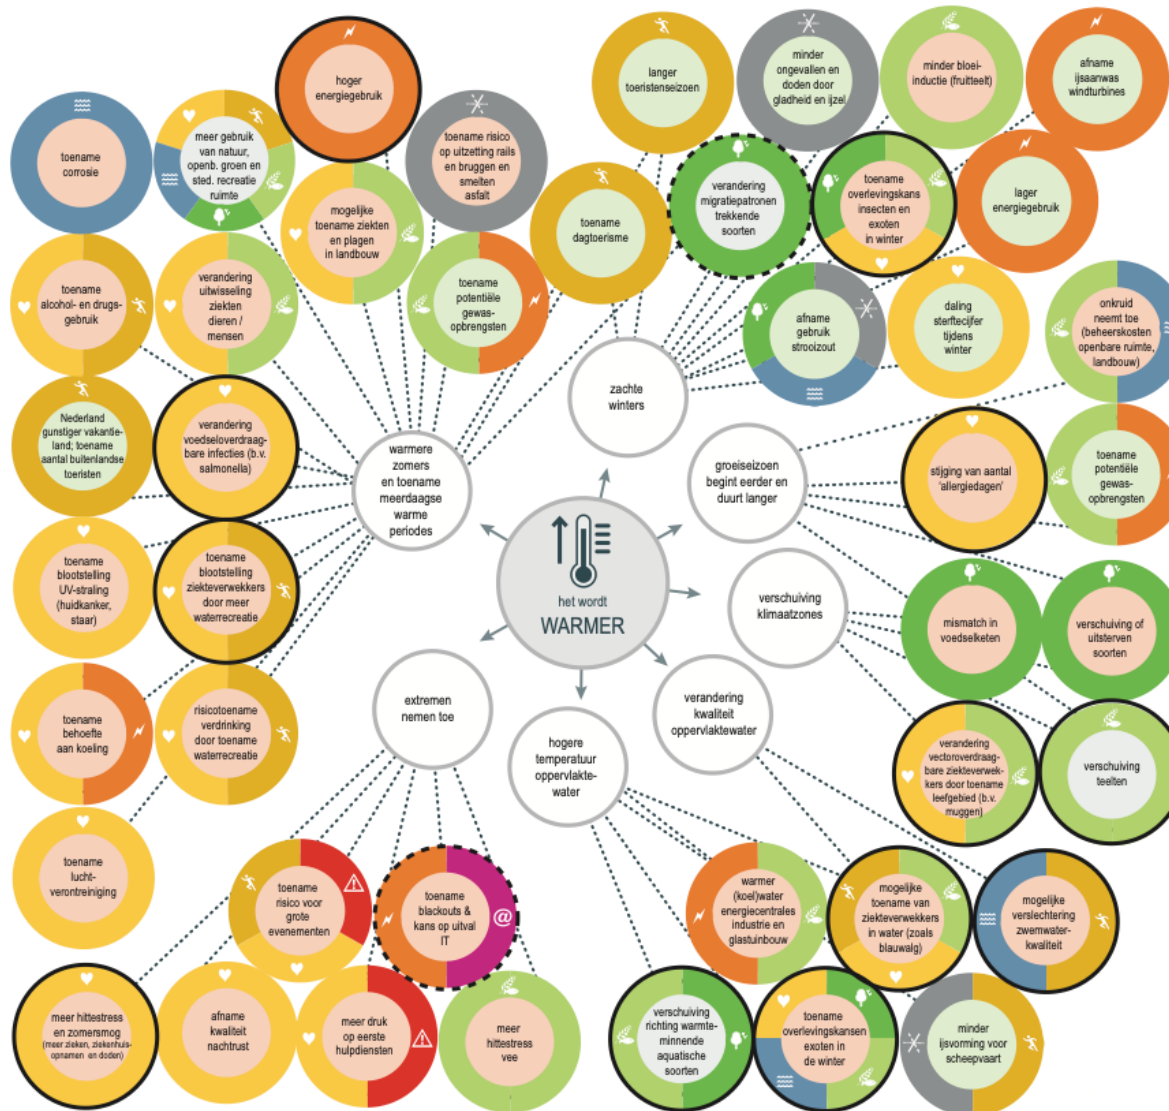 hoger
energiegebruik
toename
corrosie
meer gebruik
van natuur,
openb. groen en
sted. recreatie
ruimte
toename risico
op uitzetting rails
en bruggen en
smelten
asfalt
mogelijke
toename ziekten
en plagen
in landbouw
toename
alcohol- en drugs-
gebruik
verandering
uitwisseling
ziekten
dieren /
mensen
toename
potentiële
gewas-
opbrengsten
Nederland
gunstiger vakantie-
land; toename
aantal buitenlandse
toeristen
verandering
voedseloverdraag-
bare infecties (b.v.
salmonella)
toename
blootstelling
UV-straling
(huidkanker,
staar)
toename
blootstelling
ziekteverwekkers
door meer
waterrecreatie
toename
behoefte
aan koeling
risicotoename
verdrinking
door toename
waterrecreatie
toename
lucht-
verontreiniging
warmere
zomers
en toename
meerdaagse
warme
periodes
langer
toeristenseizoen
minder
ongevallen en
doden door
gladheid en ijzel
minder bloei-
inductie (fruitteelt)
afname
ijsaanwas
windturbines
toename
dagtoerisme
verandering
migratiepatronen
trekkende
soorten
toename
overlevingskans
insecten en
exoten
in winter
lager
energiegebruik
afname
gebruik
strooizout
daling
sterftecijfer
tijdens
winter
zachte
winters
onkruid
neemt toe
(beheerskosten
openbare ruimte,
landbouw)
groeiseizoen
begint eerder en
duurt langer
stijging van aantal
'allergiedagen'
toename
potentiële
gewas-
opbrengsten
het wordt
WARMER
verschuiving
klimaatzones
mismatch in
voedselketen
verschuiving of
uitsterven
soorten
verandering
vectoroverdraag-
bare ziekteverwek-
kers door toename
leefgebied (b.v.
muggen)
verschuiving
teelten
extremen
nemen toe
hogere
temperatuur
oppervlakte-
water
verandering
kwaliteit
oppervlaktewater
toename
risico voor
grote
evenementen
toename
blackouts &
kans op uitval
IT
@
meer hittestress
en zomersmog
(meer zieken, ziekenhuis-
opnamen en doden)
afname
kwaliteit
nachtrust
meer druk
op eerste
hulpdiensten
meer
hittestress
vee
warmer
(koel)water
energiecentrales
industrie en
glastuinbouw
mogelijke
toename van
ziekteverwekkers
in water (zoals
blauwalg)
mogelijke
verslechtering
zwemwater-
kwaliteit
verschuiving
richting warmte-
minnende
aquatische
soorten
toename
overlevingskansen
exoten in
de winter
minder
ijsvorming voor
scheepvaart